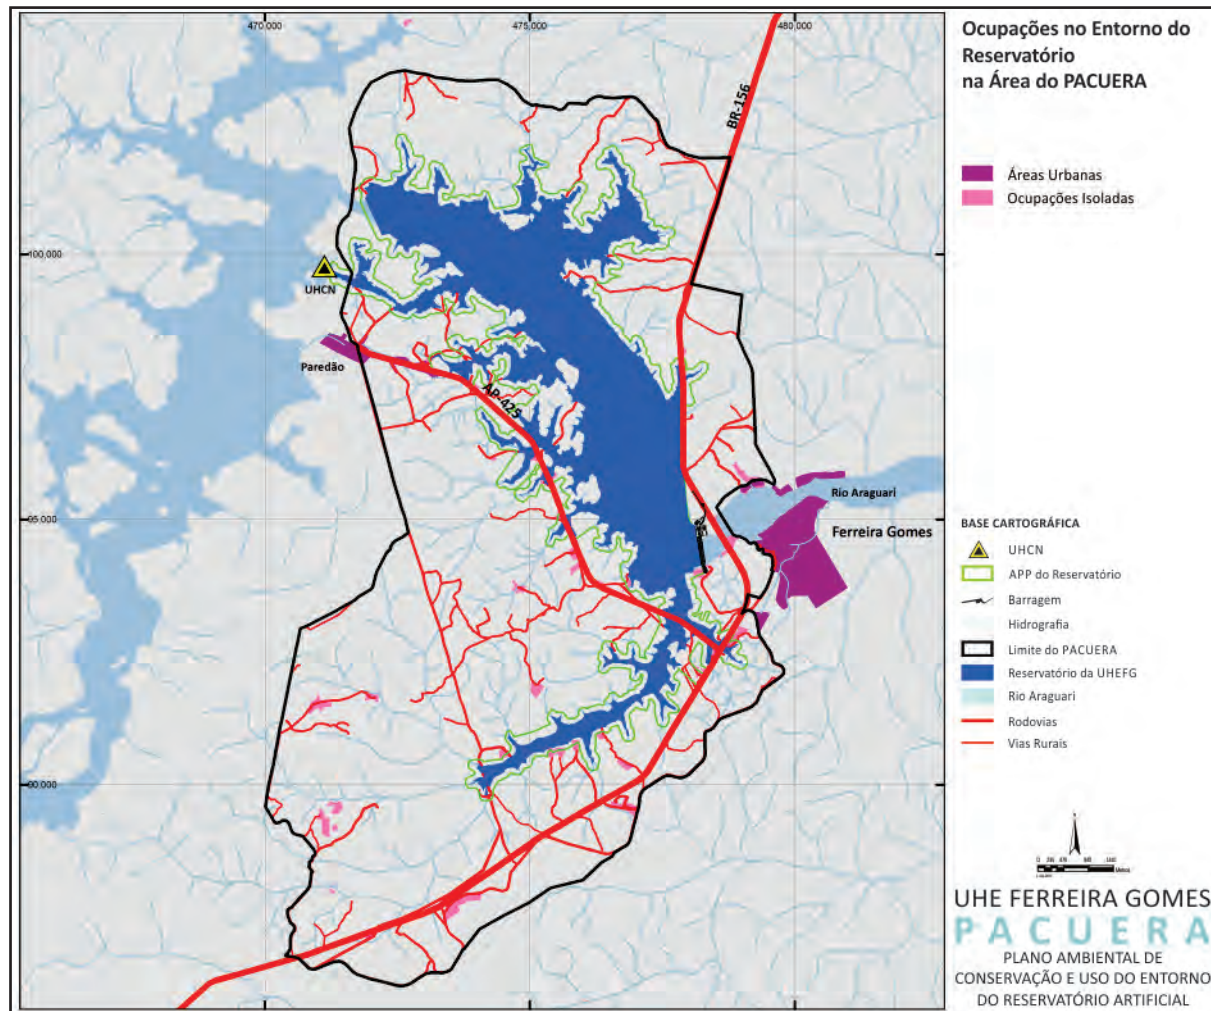 470,000
475,000
480,000
Ocupações no Entorno do
Reservatório
na Área do PACUERA
BR-156
Áreas Urbanas
Ocupações Isoladas
100,000
UHCN
Paredão
AP-425
Rio Araguari
95,000
Ferreira Gomes
BASE CARTOGRÁFICA
UHCN
APP do Reservatório
Barragem
Hidrografia
Limite do PACUERA
Reservatório da UHEFG
Rio Araguari
Rodovias
Vias Rurais
90,000
UHE FERREIRA GOMES
PACUERA
PLANO AMBIENTAL DE
CONSERVAÇÃO E USO DO ENTORNO
DO RESERVATÓRIO ARTIFICIAL